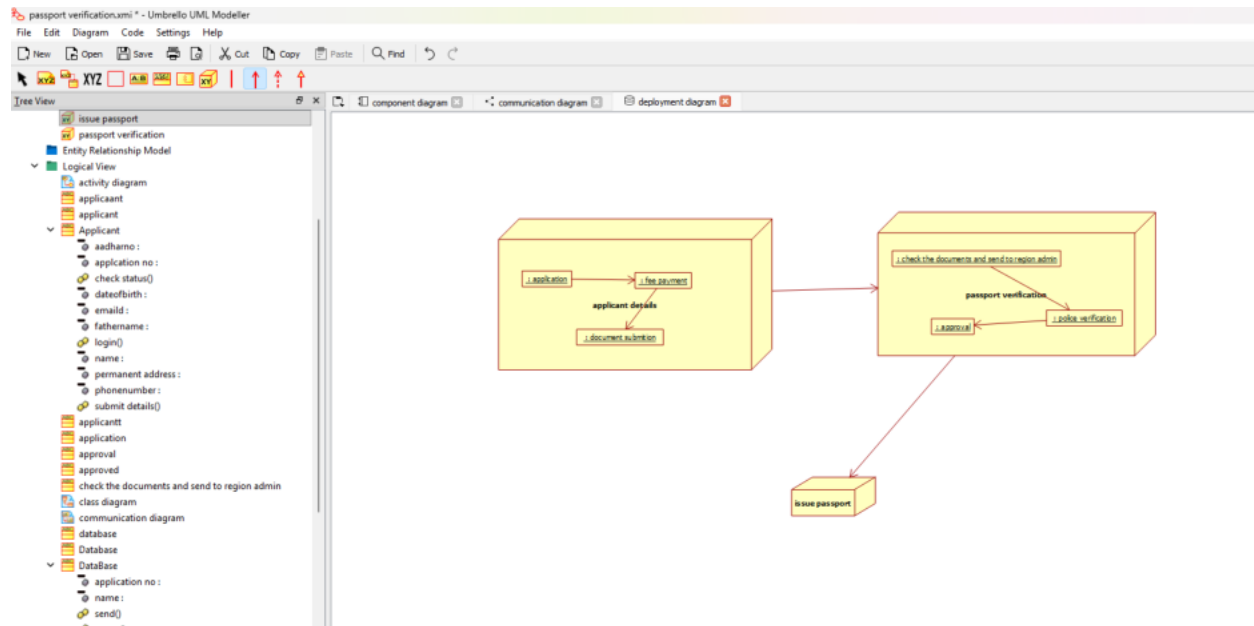 passport verification.xmi * - Umbrello UML Modeller
File Edit Diagram Code Settings Help
New Open Save Cut Copy Paste Find
XYZ XYZ A:B ABC XY
Tree View
component diagram communication diagram deployment diagram
issue passport
passport verification
Entity Relationship Model
Logical View
activity diagram
applicaant
applicant
Applicant
aadharno :
applcation no :
check status()
dateofbirth :
emaild :
fathername :
login()
name :
permanent address :
phonenumber :
submit details()
applicantt
application
approval
approved
check the documents and send to region admin
class diagram
communication diagram
database
Database
DataBase
application no :
name :
send()
: application
: fee payment
applicant details
: document submtion
: check the documents and send to region admin
passport verification
: police verification
: approval
issue passport